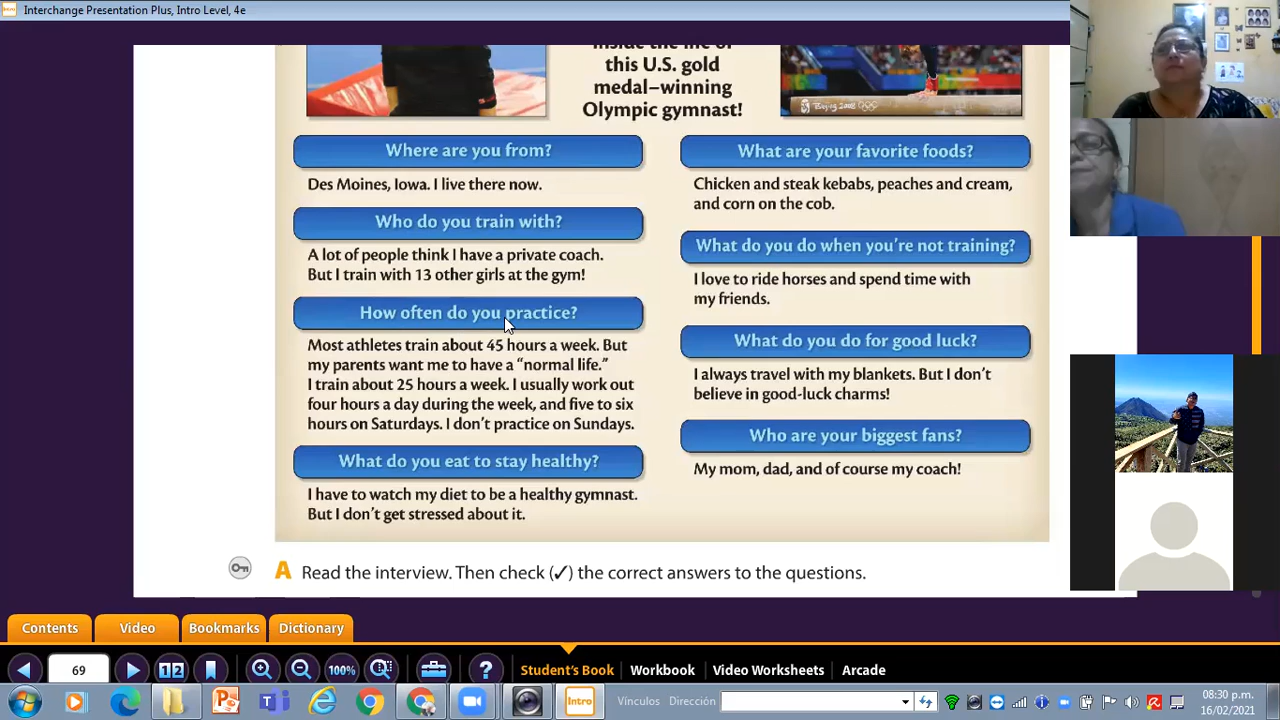 Interchange Presentation Plus, Intro Level, 4e
this U.S. gold
medal–winning
Olympic gymnast!
Beijing 2008
Where are you from?
Des Moines, Iowa. I live there now.
Who do you train with?
A lot of people think I have a private coach.
But I train with 13 other girls at the gym!
How often do you practice?
Most athletes train about 45 hours a week. But
my parents want me to have a “normal life.”
I train about 25 hours a week. I usually work out
four hours a day during the week, and five to six
hours on Saturdays. I don’t practice on Sundays.
What do you eat to stay healthy?
I have to watch my diet to be a healthy gymnast.
But I don’t get stressed about it.
What are your favorite foods?
Chicken and steak kebabs, peaches and cream,
and corn on the cob.
What do you do when you’re not training?
I love to ride horses and spend time with
my friends.
What do you do for good luck?
I always travel with my blankets. But I don’t
believe in good-luck charms!
Who are your biggest fans?
My mom, dad, and of course my coach!
A Read the interview. Then check (✓) the correct answers to the questions.
Contents Video Bookmarks Dictionary
69 12 100% ? Student’s Book Workbook Video Worksheets Arcade
Intro Vínculos Dirección 08:30 p.m.
16/02/2021